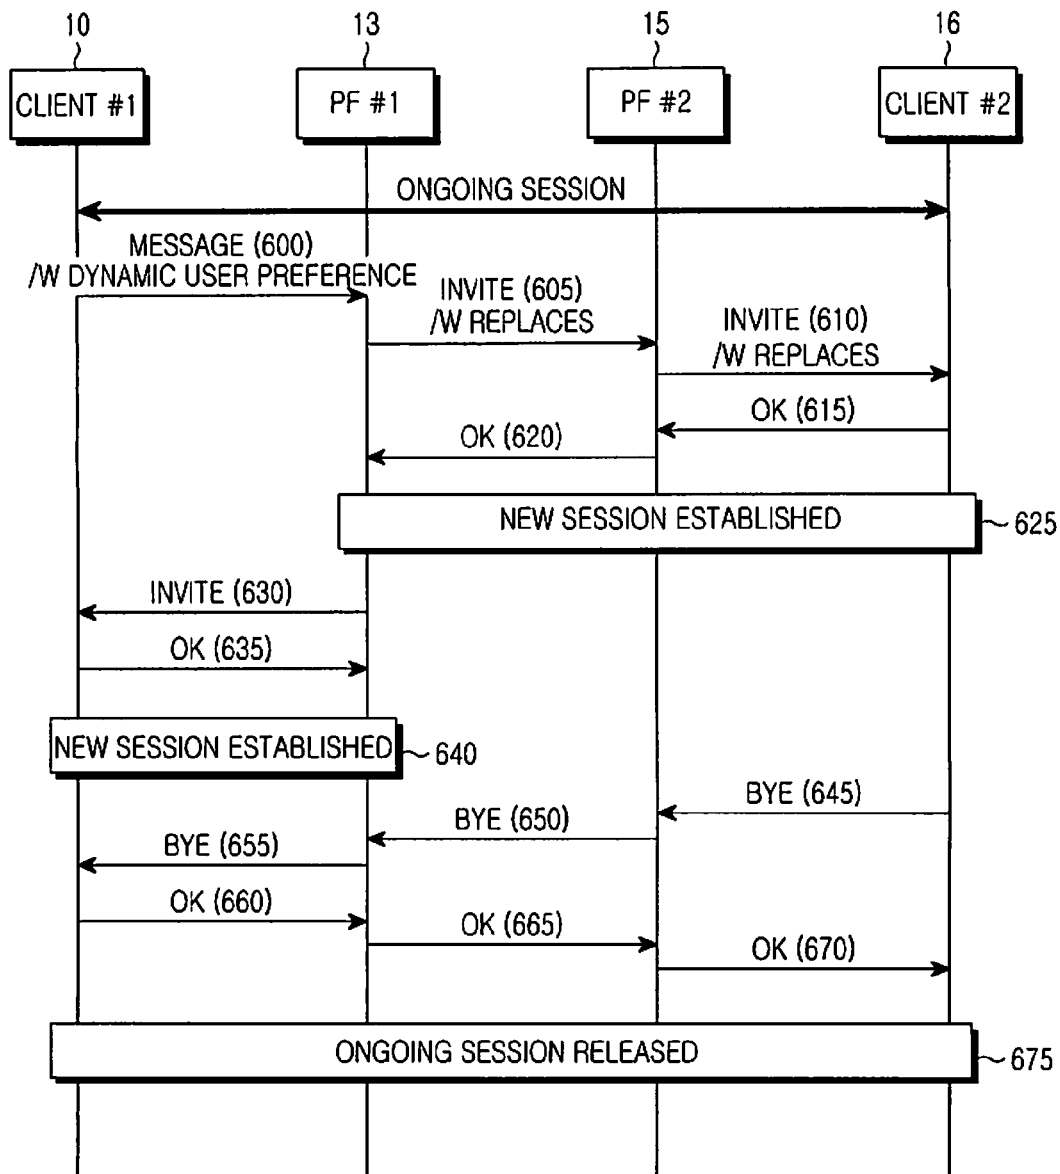 10
13
15
16
CLIENT #1
PF #1
PF #2
CLIENT #2
ONGOING SESSION
MESSAGE (600)
/W DYNAMIC USER PREFERENCE
INVITE (605)
/W REPLACES
INVITE (610)
/W REPLACES
OK (615)
OK (620)
NEW SESSION ESTABLISHED
625
INVITE (630)
OK (635)
NEW SESSION ESTABLISHED
640
BYE (645)
BYE (650)
BYE (655)
OK (660)
OK (665)
OK (670)
ONGOING SESSION RELEASED
675